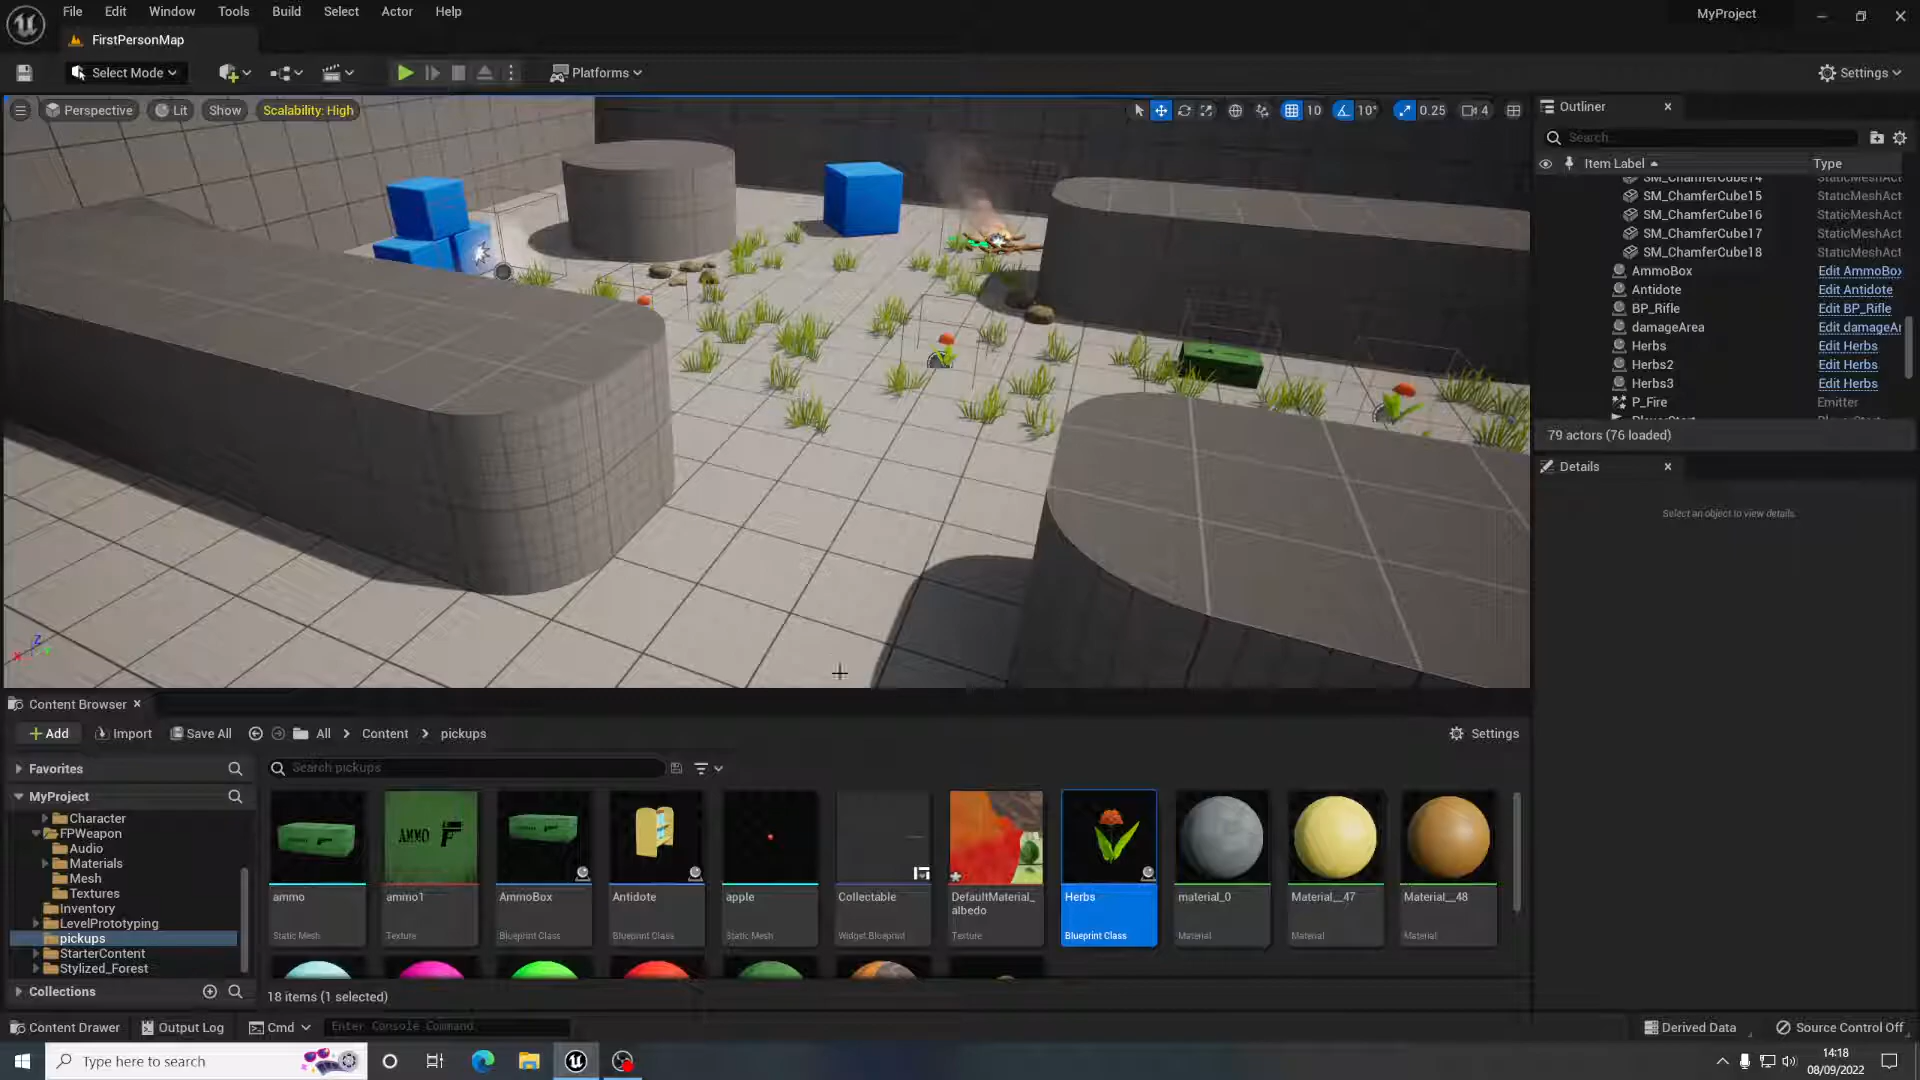 File Edit Window Tools Build Select Actor Help
MyProject
FirstPersonMap
Select Mode
Platforms
Settings
Perspective Lit Show Scalability: High
10 10° 0.25 4
Outliner
Search...
Item Label Type
SM_ChamferCube14 StaticMeshAct
SM_ChamferCube15 StaticMeshAct
SM_ChamferCube16 StaticMeshAct
SM_ChamferCube17 StaticMeshAct
SM_ChamferCube18 StaticMeshAct
AmmoBox Edit AmmoBox
Antidote Edit Antidote
BP_Rifle Edit BP_Rifle
damageArea Edit damageAr
Herbs Edit Herbs
Herbs2 Edit Herbs
Herbs3 Edit Herbs
P_Fire Emitter
79 actors (76 loaded)
Details
Select an object to view details.
Z
Content Browser
Add Import Save All All Content pickups Settings
Favorites
Search pickups
MyProject
Character
FPWeapon
Audio
Materials
Mesh
Textures
Inventory
LevelPrototyping
pickups
StarterContent
Stylized_Forest
Collections
AMMO
ammo
Static Mesh
ammo1
Texture
AmmoBox
Blueprint Class
Antidote
Blueprint Class
apple
Static Mesh
Collectable
Widget Blueprint
DefaultMaterial_
albedo
Texture
Herbs
Blueprint Class
material_0
Material
Material__47
Material
Material__48
Material
18 items (1 selected)
Content Drawer Output Log Cmd Enter Console Command
Derived Data Source Control Off
Type here to search
14:18
08/09/2022